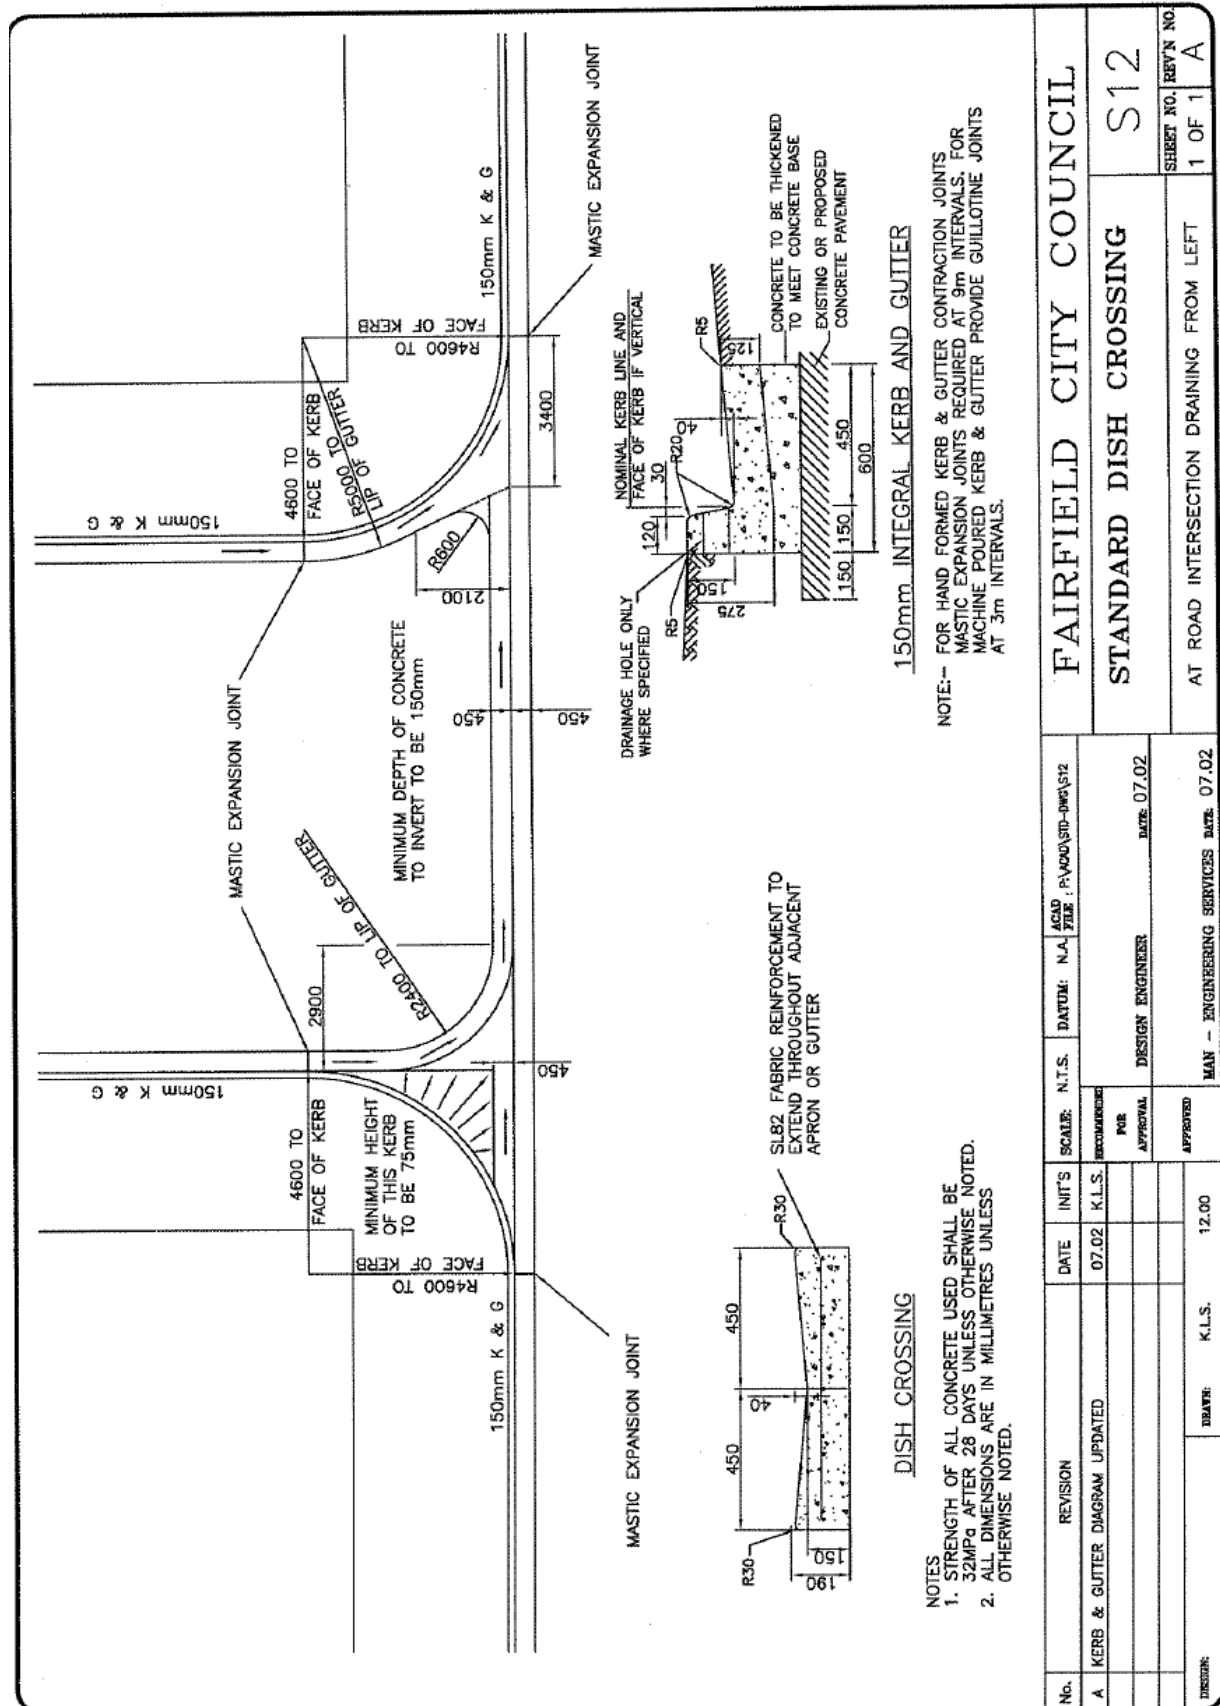 MASTIC EXPANSION JOINT
150mm K & G
4600 TO
FACE OF KERB
MINIMUM HEIGHT
OF THIS KERB
TO BE 75mm
R4600 TO
FACE OF KERB
150mm K & G
MASTIC EXPANSION JOINT
2900
R2400 TO LIP OF GUTTER
450
MINIMUM DEPTH OF CONCRETE
TO INVERT TO BE 150mm
450
450
2100
R600
150mm K & G
4600 TO
FACE OF KERB
R5000 TO
LIP OF GUTTER
R4600 TO
FACE OF KERB
3400
150mm K & G
MASTIC EXPANSION JOINT
450
450
R30
R30
40
150
190
SL82 FABRIC REINFORCEMENT TO
EXTEND THROUGHOUT ADJACENT
APRON OR GUTTER
DISH CROSSING
NOTES
1. STRENGTH OF ALL CONCRETE USED SHALL BE
32MPa AFTER 28 DAYS UNLESS OTHERWISE NOTED.
2. ALL DIMENSIONS ARE IN MILLIMETRES UNLESS
OTHERWISE NOTED.
DRAINAGE HOLE ONLY
WHERE SPECIFIED
NOMINAL KERB LINE AND
FACE OF KERB IF VERTICAL
120
30
R20
R5
R5
40
125
150
275
150
150
450
600
CONCRETE TO BE THICKENED
TO MEET CONCRETE BASE
EXISTING OR PROPOSED
CONCRETE PAVEMENT
150mm INTEGRAL KERB AND GUTTER
NOTE:- FOR HAND FORMED KERB & GUTTER CONTRACTION JOINTS
MASTIC EXPANSION JOINTS REQUIRED AT 9m INTERVALS. FOR
MACHINE POURED KERB & GUTTER PROVIDE GUILLOTINE JOINTS
AT 3m INTERVALS.
No. REVISION DATE INIT'S
A KERB & GUTTER DIAGRAM UPDATED 07.02 K.L.S.
DESIGN: DRAWN: K.L.S. 12.00
SCALE: N.T.S. DATUM: N.A. ACAD FILE : P:\ACAD\STD-DWG\S12
RECOMMENDED
FOR
APPROVAL DESIGN ENGINEER DATE: 07.02
APPROVED MAN - ENGINEERING SERVICES DATE: 07.02
FAIRFIELD CITY COUNCIL
STANDARD DISH CROSSING
S12
AT ROAD INTERSECTION DRAINING FROM LEFT
SHEET NO. REV'N NO.
1 OF 1 A